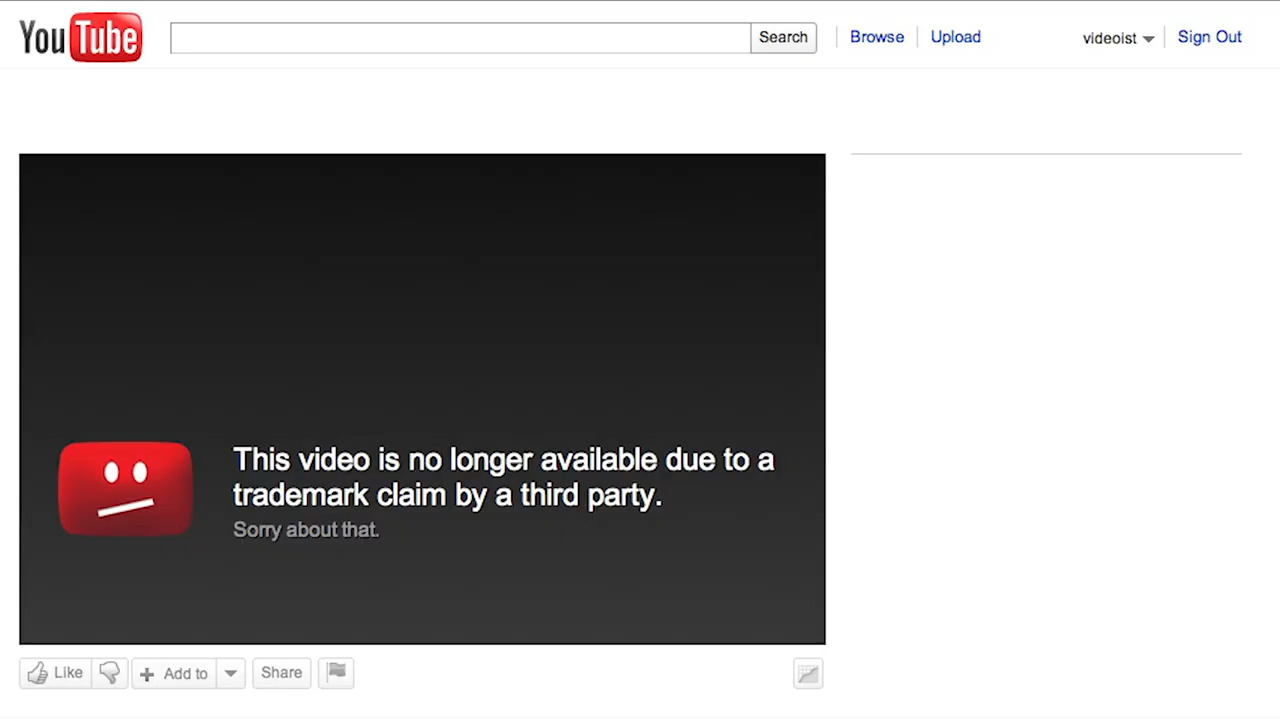 YouTube
Search
Browse
Upload
videoist
Sign Out
This video is no longer available due to a
trademark claim by a third party.
Sorry about that.
Like
Add to
Share